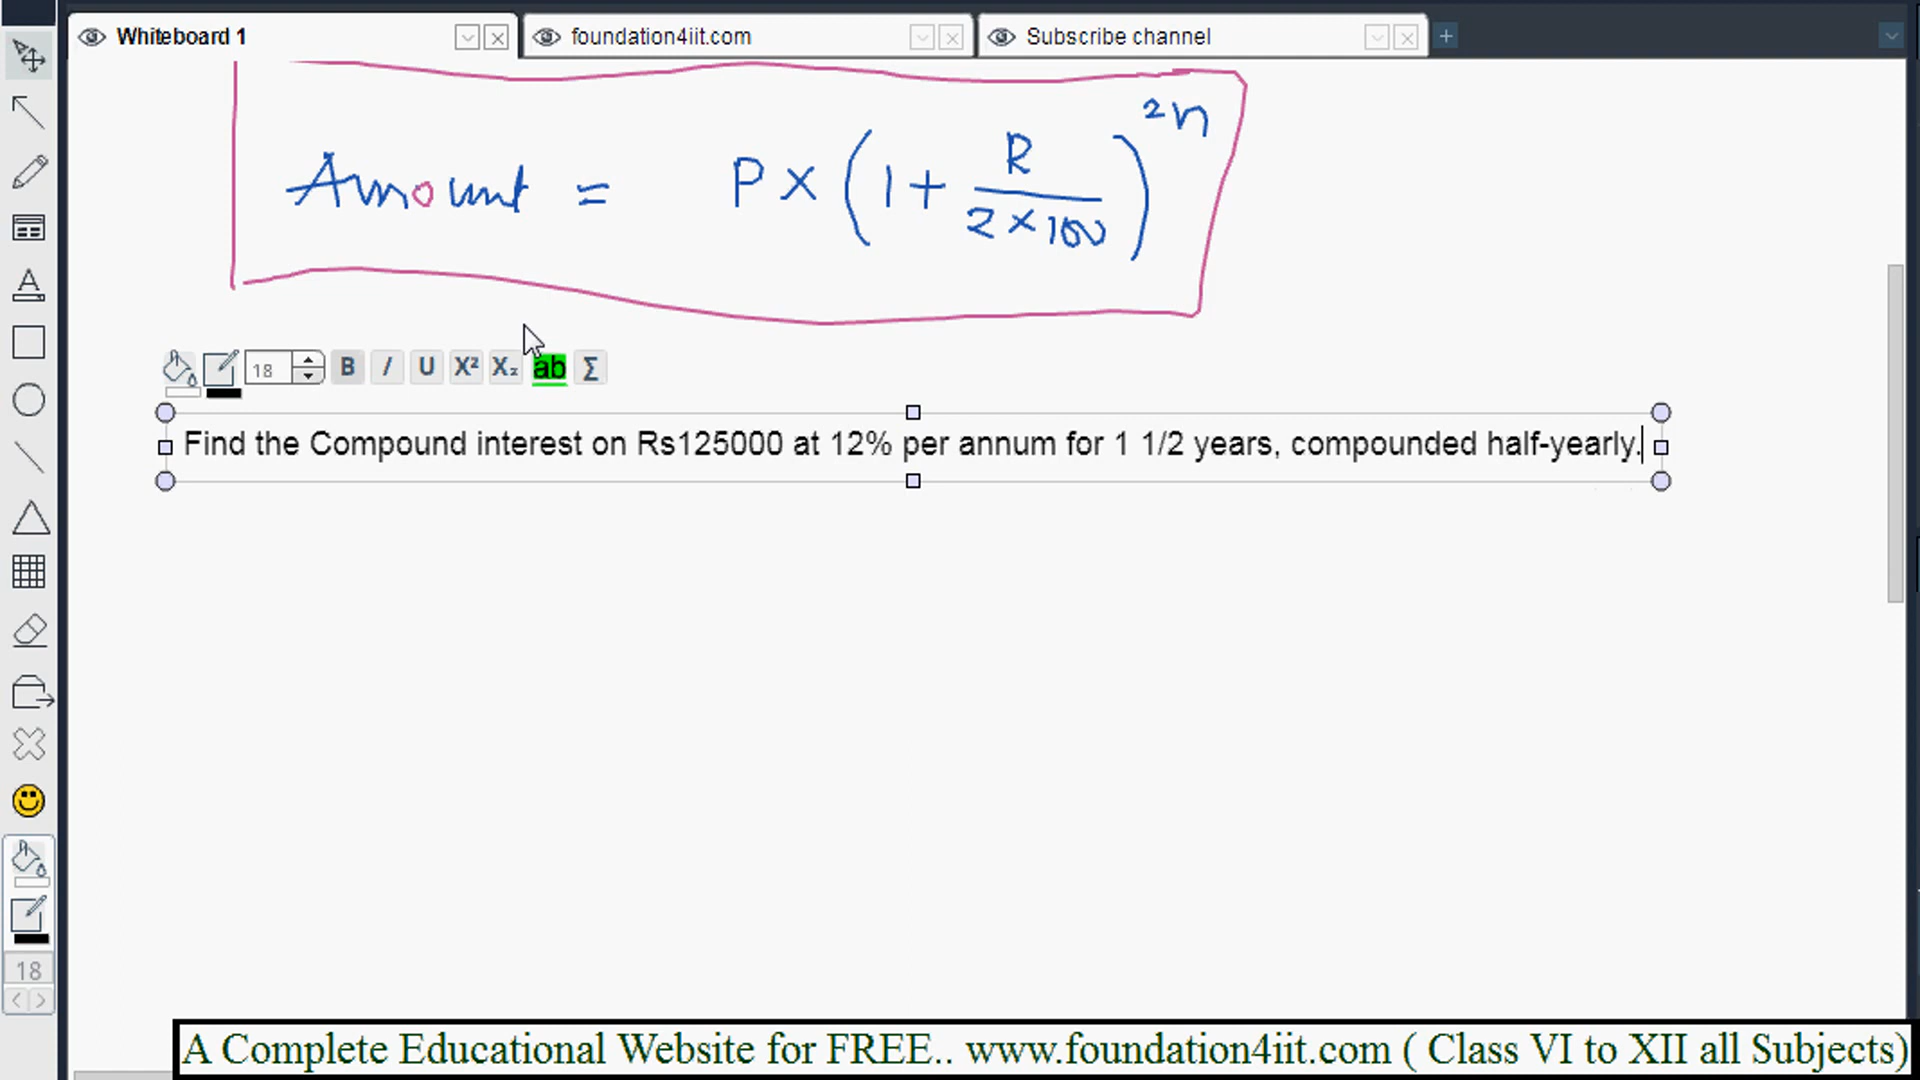 Whiteboard 1
foundation4iit.com
Subscribe channel
+
Amount = P × (1 + R / 2 × 100)^2n
18 B I U X² X₂ ab Σ
Find the Compound interest on Rs125000 at 12% per annum for 1 1/2 years, compounded half-yearly.
A
18
A Complete Educational Website for FREE.. www.foundation4iit.com ( Class VI to XII all Subjects)